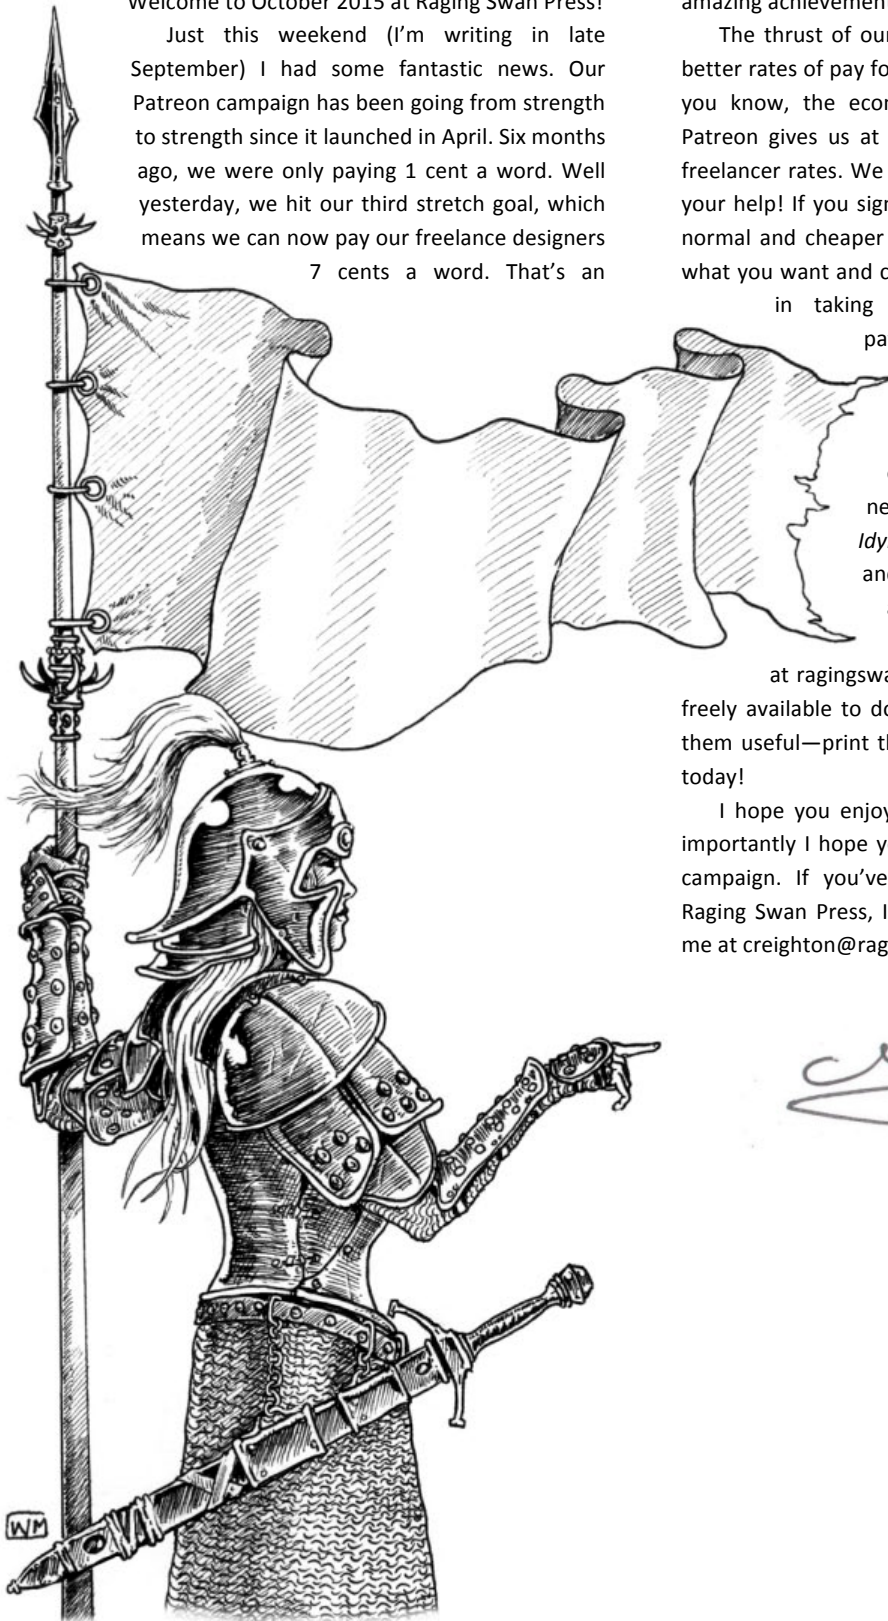 Welcome to October 2015 at Raging Swan Press!
Just this weekend (I'm writing in late
September) I had some fantastic news. Our
Patreon campaign has been going from strength
to strength since it launched in April. Six months
ago, we were only paying 1 cent a word. Well
yesterday, we hit our third stretch goal, which
means we can now pay our freelance designers
7 cents a word. That's an
amazing achievemen
The thrust of our
better rates of pay fo
you know, the econ
Patreon gives us at
freelancer rates. We
your help! If you sign
normal and cheaper
what you want and c
in taking
pa
ne
Idy
and
at ragingswa
freely available to do
them useful—print th
today!
I hope you enjoy
importantly I hope yo
campaign. If you've
Raging Swan Press, I
me at creighton@rag
WM